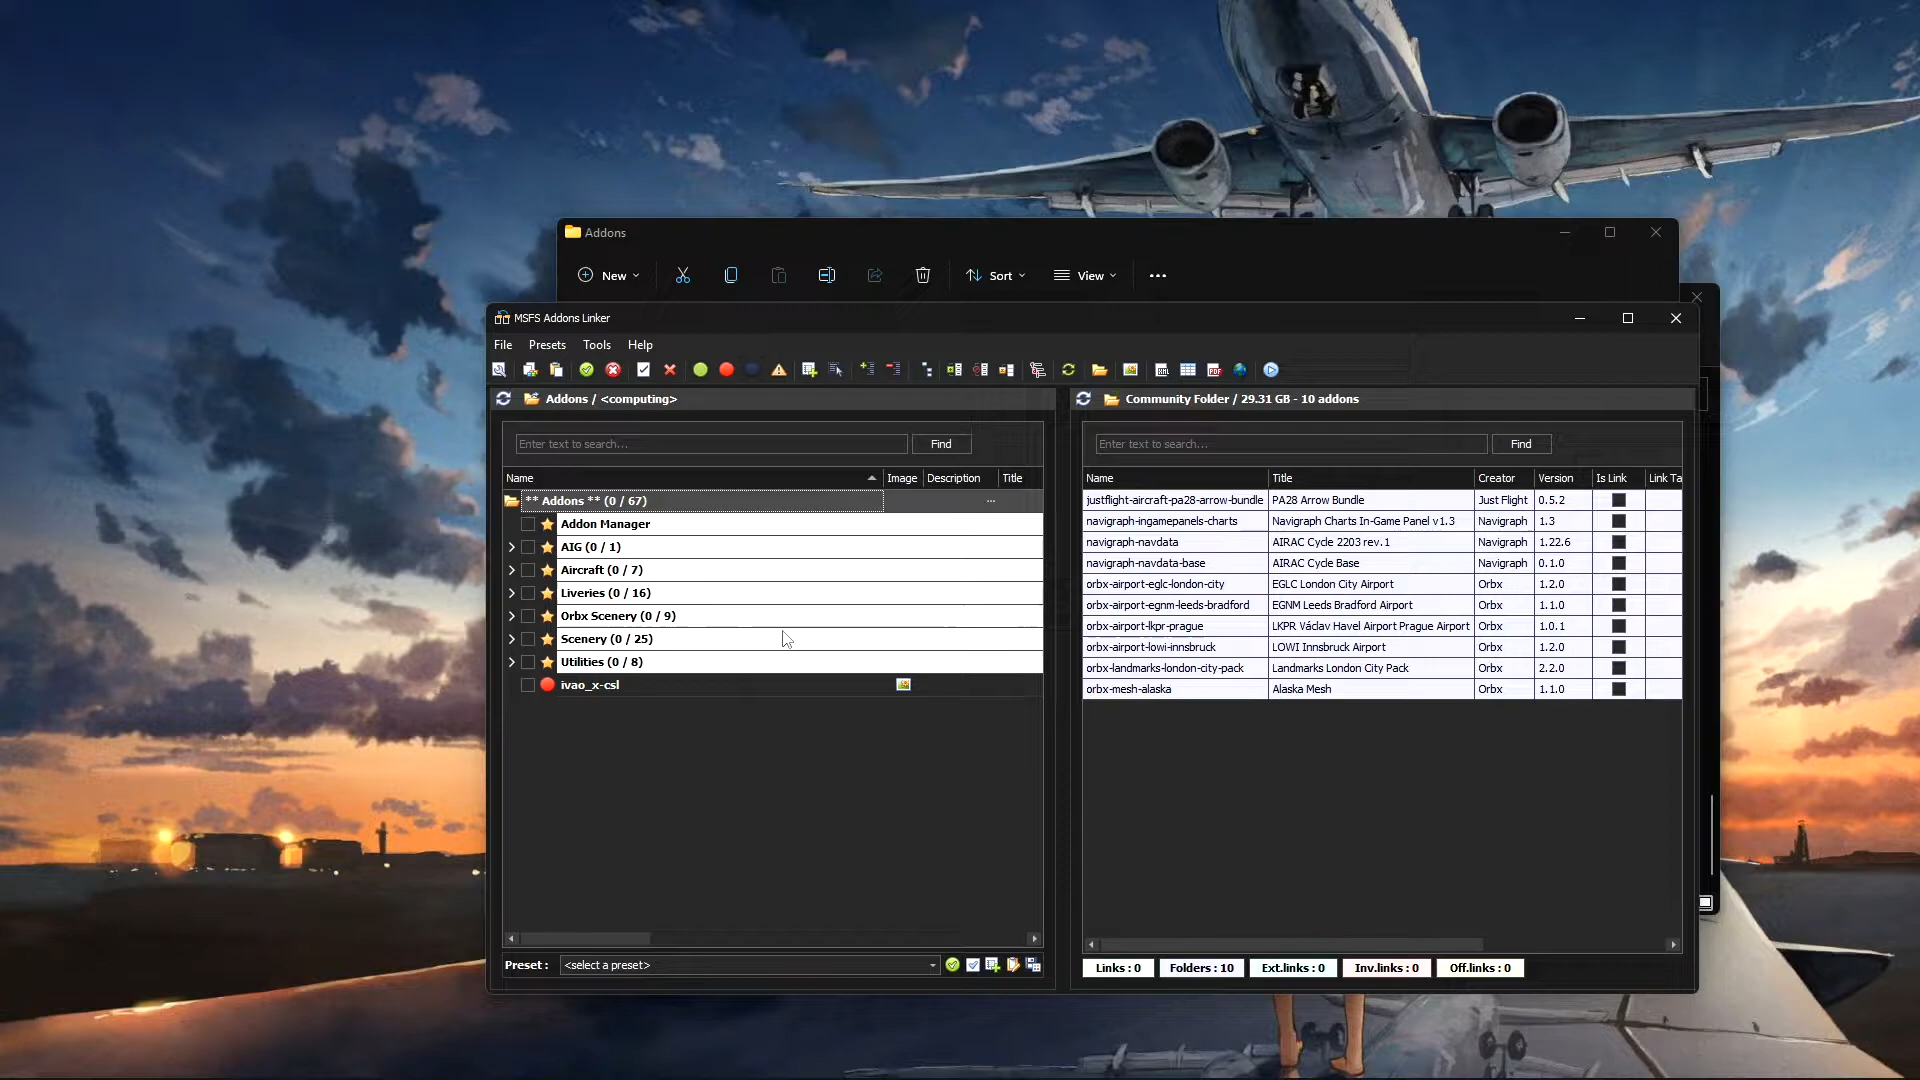 Addons
New
Sort
View
MSFS Addons Linker
File Presets Tools Help
Addons / <computing>
Enter text to search... Find
Name Image Description Title
** Addons ** (0 / 67) ...
Addon Manager
AIG (0 / 1)
Aircraft (0 / 7)
Liveries (0 / 16)
Orbx Scenery (0 / 9)
Scenery (0 / 25)
Utilities (0 / 8)
ivao_x-csl
Preset : <select a preset>
Community Folder / 29.31 GB - 10 addons
Enter text to search... Find
Name Title Creator Version Is Link Link Ta
justflight-aircraft-pa28-arrow-bundle PA28 Arrow Bundle Just Flight 0.5.2
navigraph-ingamepanels-charts Navigraph Charts In-Game Panel v1.3 Navigraph 1.3
navigraph-navdata AIRAC Cycle 2203 rev.1 Navigraph 1.22.6
navigraph-navdata-base AIRAC Cycle Base Navigraph 0.1.0
orbx-airport-eglc-london-city EGLC London City Airport Orbx 1.2.0
orbx-airport-egnm-leeds-bradford EGNM Leeds Bradford Airport Orbx 1.1.0
orbx-airport-lkpr-prague LKPR Václav Havel Airport Prague Airport Orbx 1.0.1
orbx-airport-lowi-innsbruck LOWI Innsbruck Airport Orbx 1.2.0
orbx-landmarks-london-city-pack Landmarks London City Pack Orbx 2.2.0
orbx-mesh-alaska Alaska Mesh Orbx 1.1.0
Links : 0 Folders : 10 Ext.links : 0 Inv.links : 0 Off.links : 0